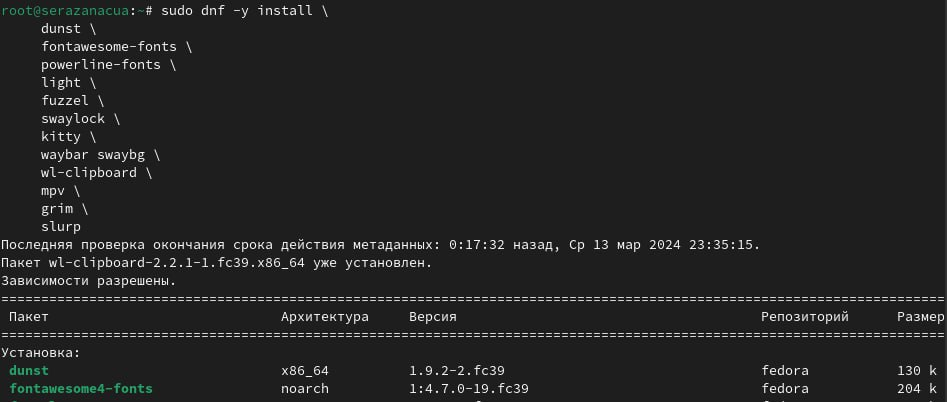 root@serazanacua:~# sudo dnf -y install \
dunst \
fontawesome-fonts \
powerline-fonts \
light \
fuzzel \
swaylock \
kitty \
waybar swaybg \
wl-clipboard \
mpv \
grim \
slurp
Последняя проверка окончания срока действия метаданных: 0:17:32 назад, Ср 13 мар 2024 23:35:15.
Пакет wl-clipboard-2.2.1-1.fc39.x86_64 уже установлен.
Зависимости разрешены.
Пакет Архитектура Версия Репозиторий Размер
Установка:
dunst x86_64 1.9.2-2.fc39 fedora 130 k
fontawesome4-fonts noarch 1:4.7.0-19.fc39 fedora 204 k